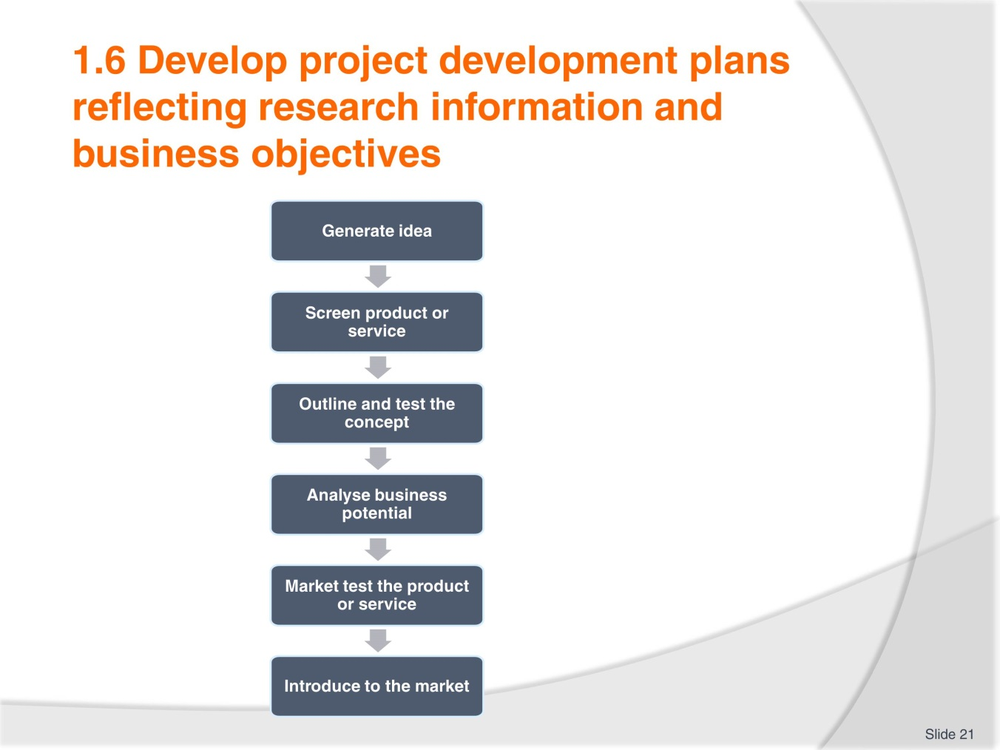 1.6 Develop project development plans
reflecting research information and
business objectives
Generate idea
Screen product or
service
Outline and test the
concept
Analyse business
potential
Market test the product
or service
Introduce to the market
Slide 21